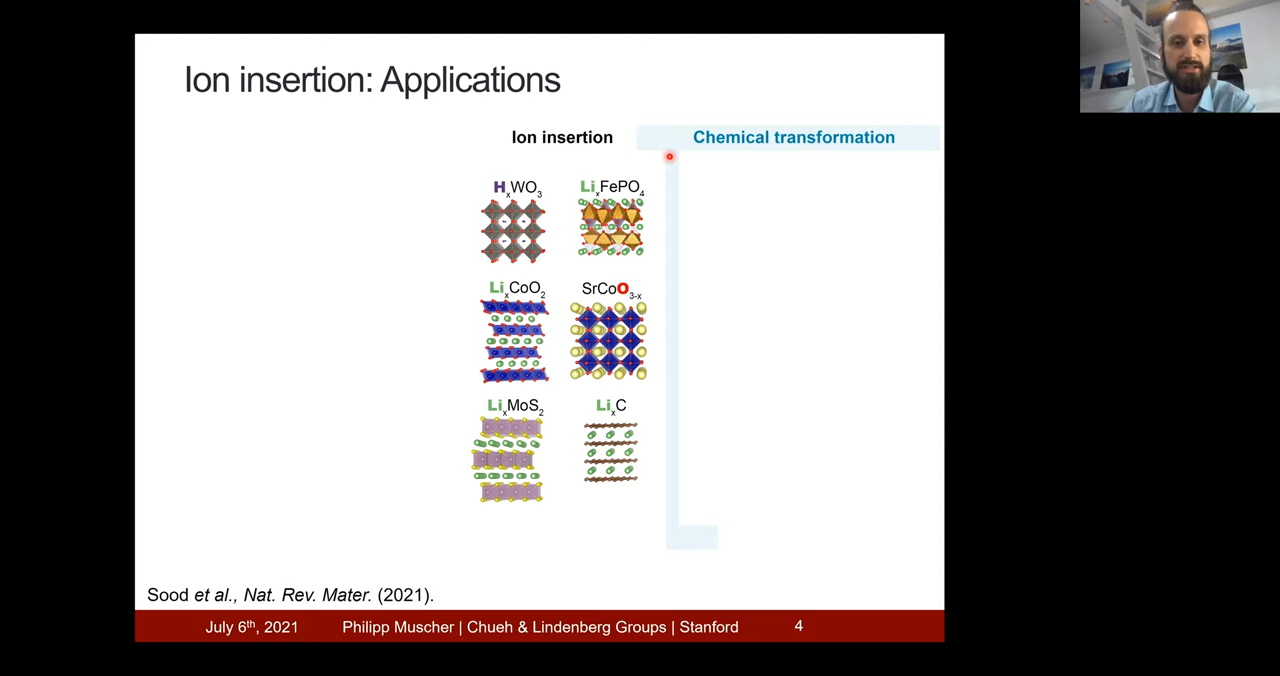 Ion insertion: Applications
Ion insertion
Chemical transformation
HₓWO₃
LiₓFePO₄
LiₓCoO₂
SrCoO₃₋ₓ
LiₓMoS₂
LiₓC
Sood et al., Nat. Rev. Mater. (2021).
July 6ᵗʰ, 2021 Philipp Muscher | Chueh & Lindenberg Groups | Stanford 4